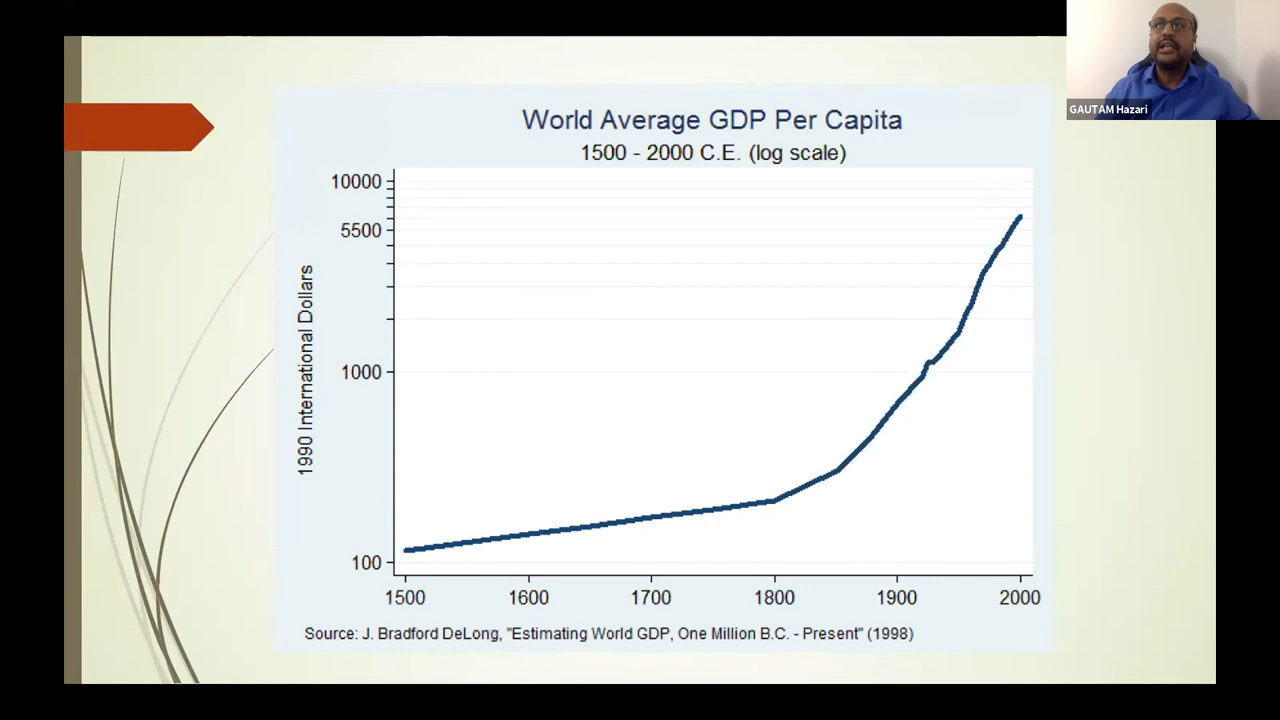 GAUTAM Hazari
World Average GDP Per Capita
1500 - 2000 C.E. (log scale)
1990 International Dollars
10000
5500
1000
100
1500 1600 1700 1800 1900 2000
Source: J. Bradford DeLong, "Estimating World GDP, One Million B.C. - Present" (1998)